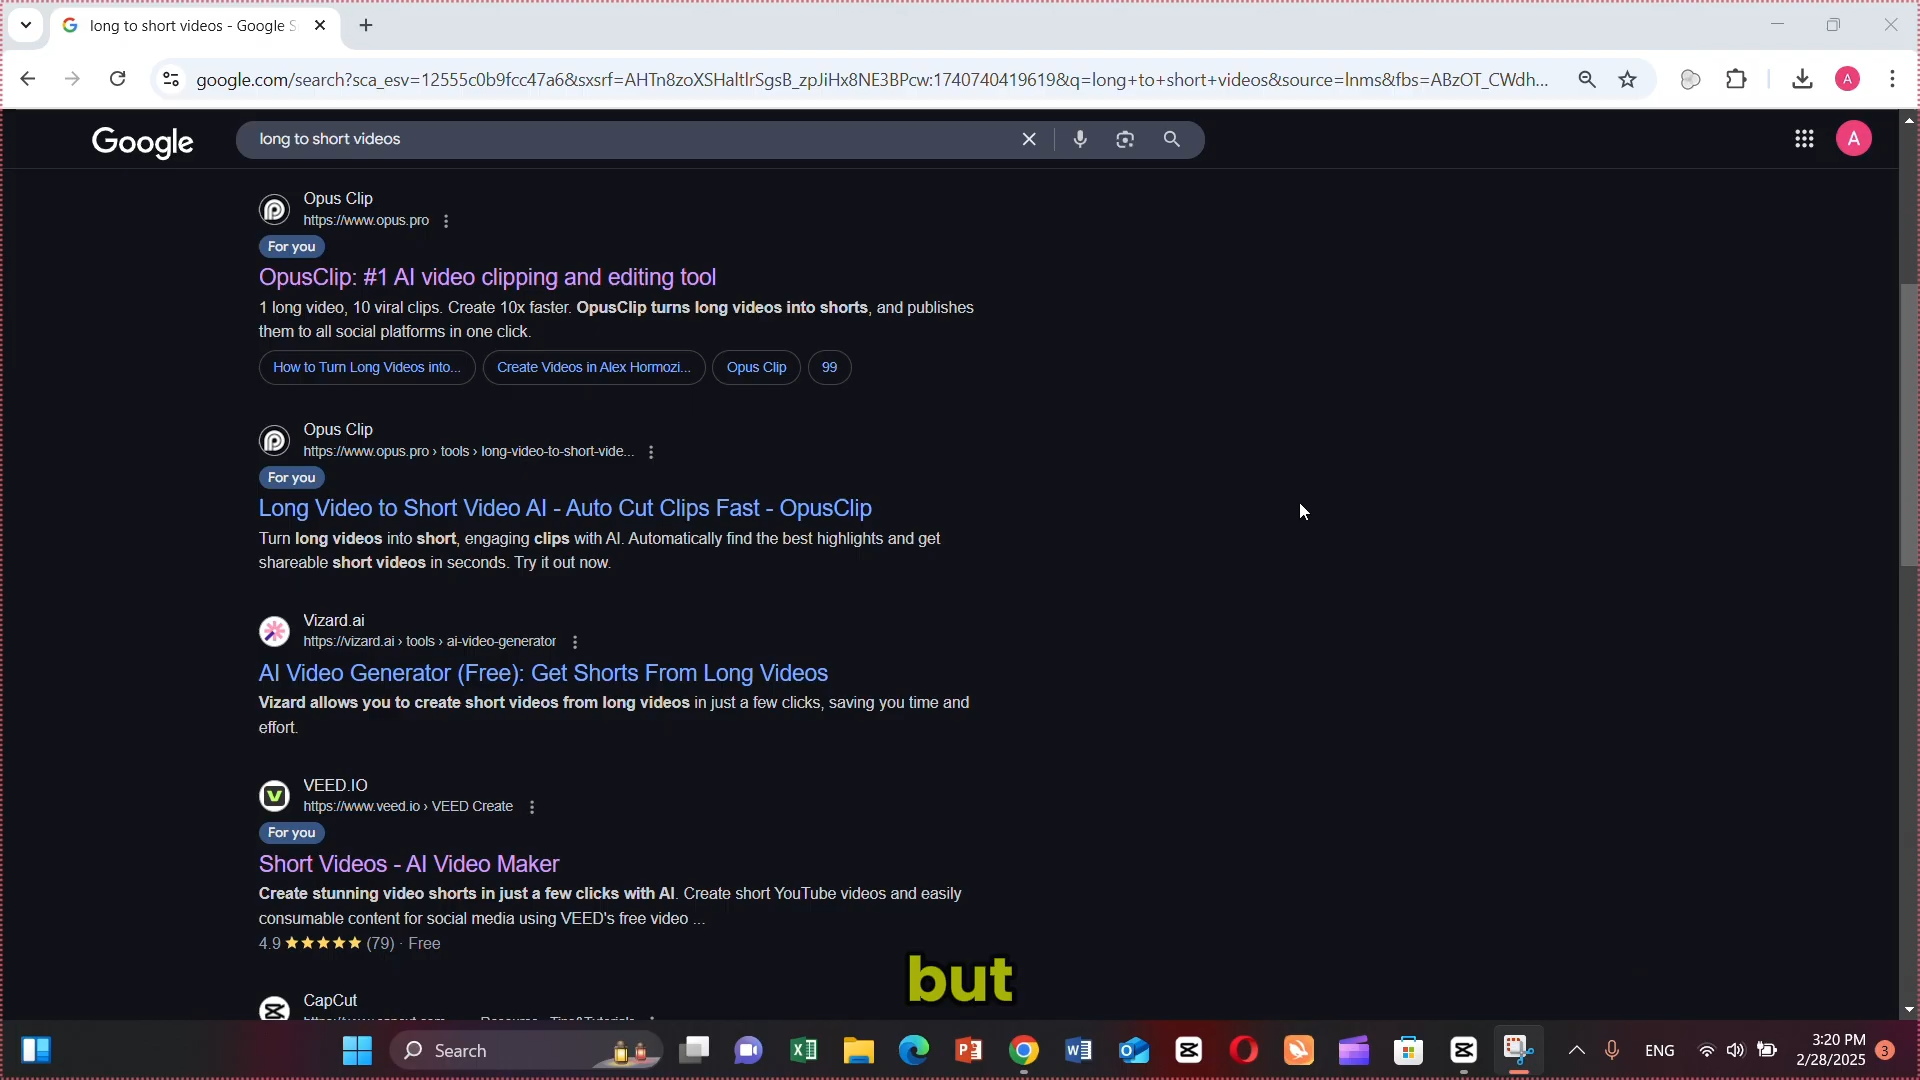 long to short videos - Google S
google.com/search?sca_esv=12555c0b9fcc47a6&sxsrf=AHTn8zoXSHaltlrSgsB_zpJiHx8NE3BPcw:1740740419619&q=long+to+short+videos&source=lnms&fbs=ABzOT_CWdh...
A
Google
long to short videos
A
Opus Clip
https://www.opus.pro
For you
OpusClip: #1 AI video clipping and editing tool
1 long video, 10 viral clips. Create 10x faster. OpusClip turns long videos into shorts, and publishes
them to all social platforms in one click.
How to Turn Long Videos into...
Create Videos in Alex Hormozi...
Opus Clip
99
Opus Clip
https://www.opus.pro › tools › long-video-to-short-vide...
For you
Long Video to Short Video AI - Auto Cut Clips Fast - OpusClip
Turn long videos into short, engaging clips with AI. Automatically find the best highlights and get
shareable short videos in seconds. Try it out now.
Vizard.ai
https://vizard.ai › tools › ai-video-generator
AI Video Generator (Free): Get Shorts From Long Videos
Vizard allows you to create short videos from long videos in just a few clicks, saving you time and
effort.
VEED.IO
https://www.veed.io › VEED Create
For you
Short Videos - AI Video Maker
Create stunning video shorts in just a few clicks with AI. Create short YouTube videos and easily
consumable content for social media using VEED's free video ...
4.9 ★★★★★ (79) · Free
but
CapCut
Search
ENG
3:20 PM
2/28/2025
3